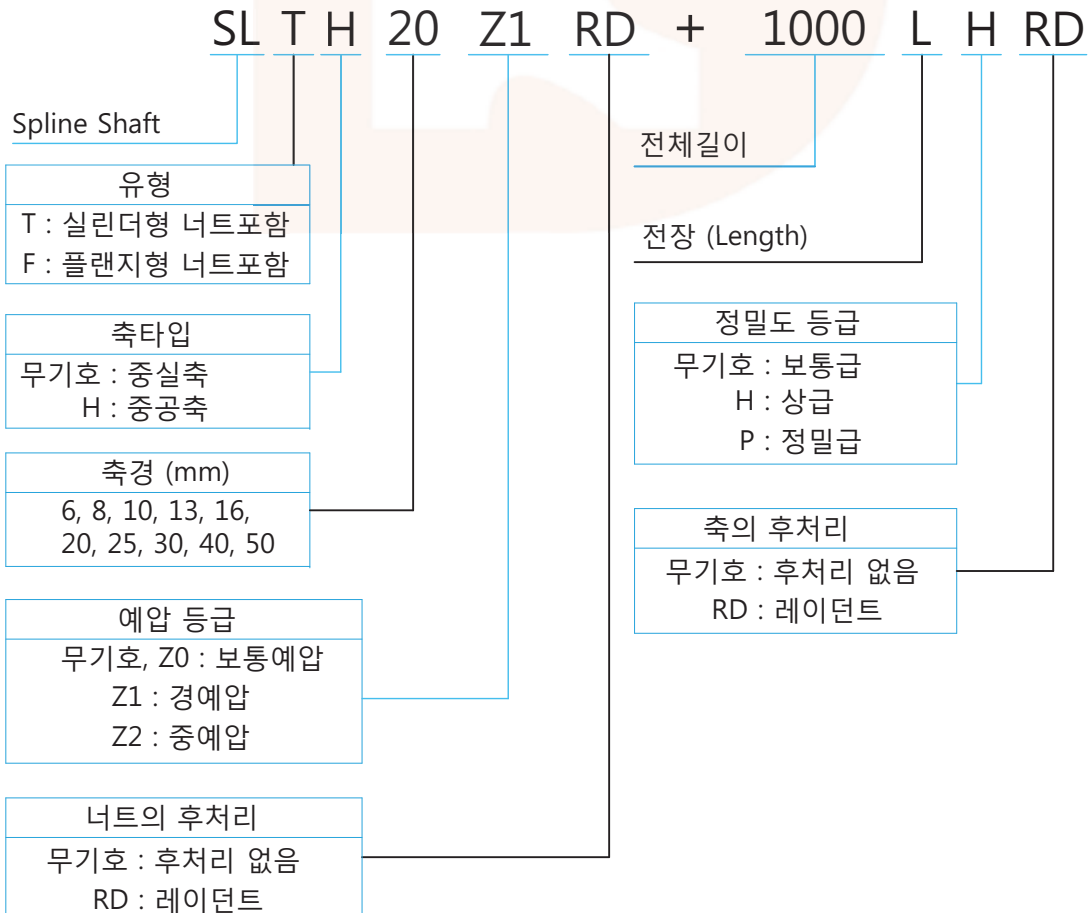 SL T H 20 Z1 RD + 1000 L H RD
Spline Shaft
유형
T : 실린더형 너트포함
F : 플랜지형 너트포함
축타입
무기호 : 중실축
H : 중공축
축경 (mm)
6, 8, 10, 13, 16,
20, 25, 30, 40, 50
예압 등급
무기호, Z0 : 보통예압
Z1 : 경예압
Z2 : 중예압
너트의 후처리
무기호 : 후처리 없음
RD : 레이던트
전체길이
전장 (Length)
정밀도 등급
무기호 : 보통급
H : 상급
P : 정밀급
축의 후처리
무기호 : 후처리 없음
RD : 레이던트